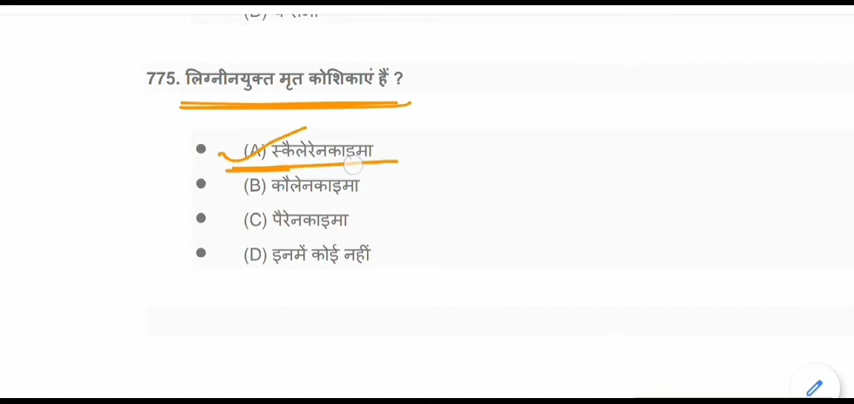 775. लिग्नीनयुक्त मृत कोशिकाएं हैं ?
(A) स्कैलेरेनकाइमा
(B) कौलेनकाइमा
(C) पैरेनकाइमा
(D) इनमें कोई नहीं